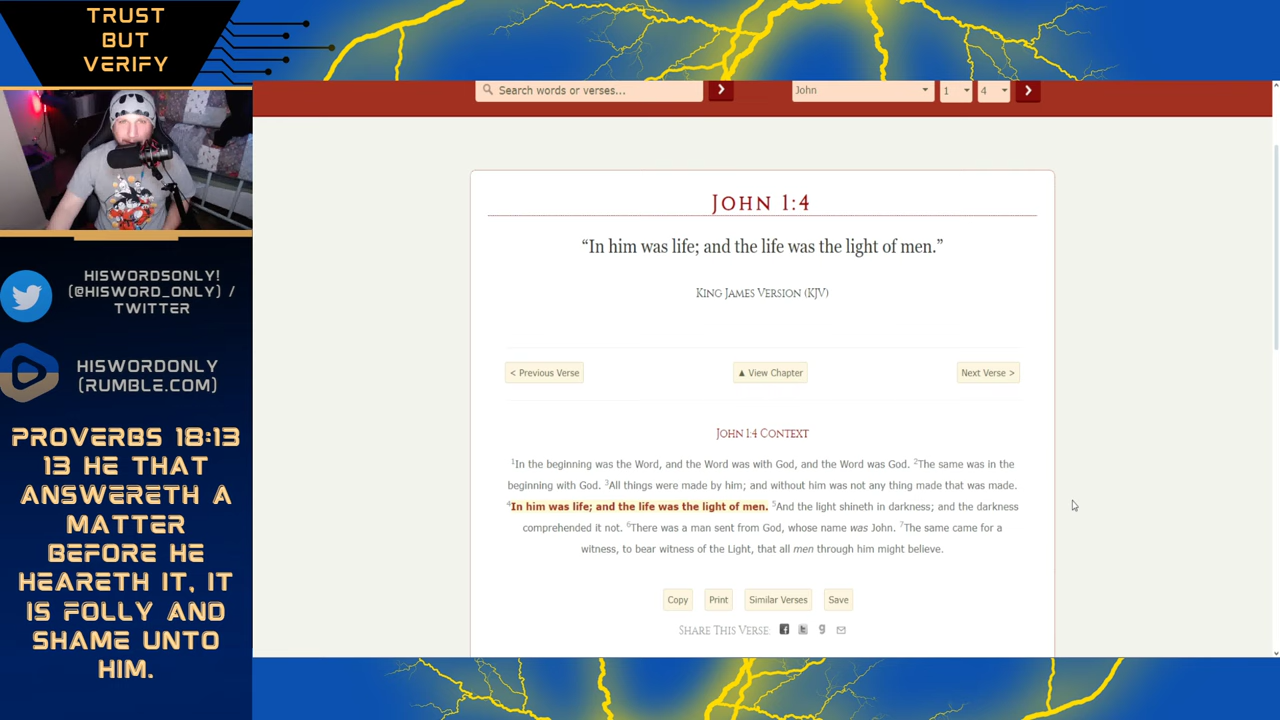 TRUST
BUT
VERIFY
HISWORDSONLY!
(@HISWORD_ONLY) /
TWITTER
HISWORDONLY
(RUMBLE.COM)
PROVERBS 18:13
13 HE THAT
ANSWERETH A
MATTER
BEFORE HE
HEARETH IT, IT
IS FOLLY AND
SHAME UNTO
HIM.
Search words or verses...
John
1
4
John 1:4
“In him was life; and the life was the light of men.”
King James Version (KJV)
< Previous Verse
▲ View Chapter
Next Verse >
John 1:4 Context
1In the beginning was the Word, and the Word was with God, and the Word was God. 2The same was in the
beginning with God. 3All things were made by him; and without him was not any thing made that was made.
4In him was life; and the life was the light of men. 5And the light shineth in darkness; and the darkness
comprehended it not. 6There was a man sent from God, whose name was John. 7The same came for a
witness, to bear witness of the Light, that all men through him might believe.
Copy
Print
Similar Verses
Save
Share This Verse: